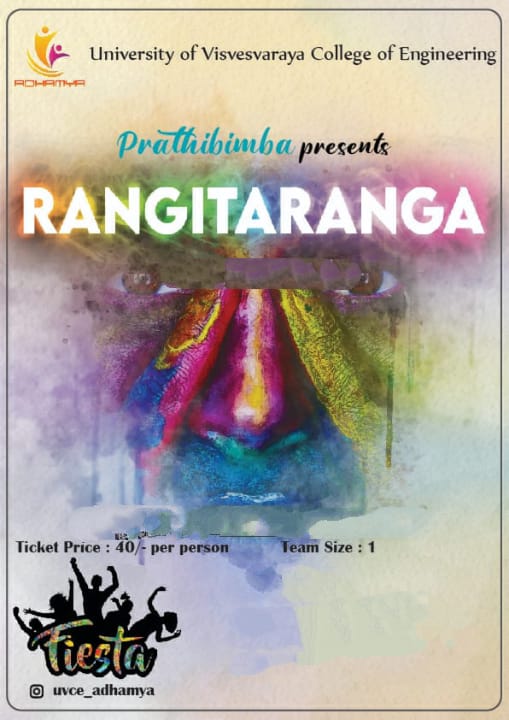 ADHAMYA
University of Visvesvaraya College of Engineering
Prathibimba presents
RANGITARANGA
Ticket Price : 40/- per person
Team Size : 1
Fiesta
uvce_adhamya